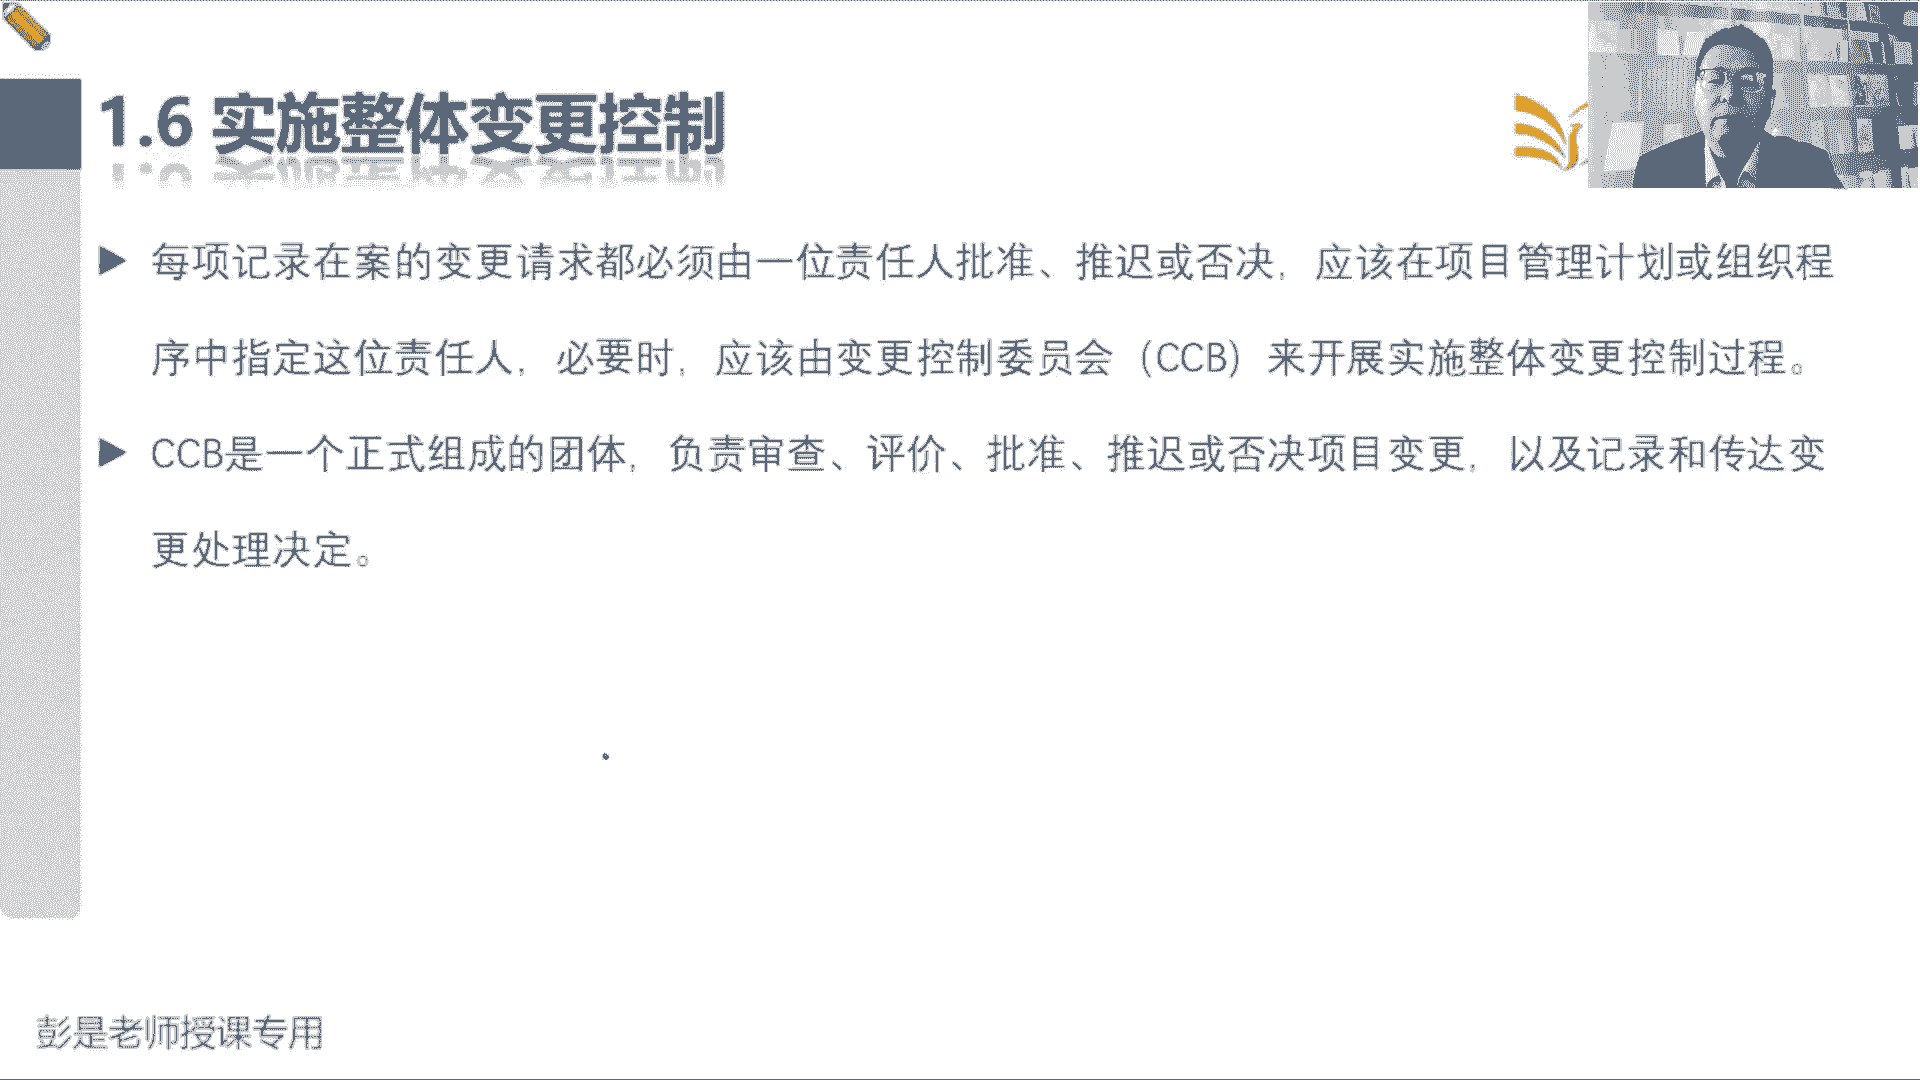 1.6 实施整体变更控制
每项记录在案的变更请求都必须由一位责任人批准、推迟或否决，应该在项目管理计划或组织程
序中指定这位责任人，必要时，应该由变更控制委员会（CCB）来开展实施整体变更控制过程。
CCB是一个正式组成的团体，负责审查、评价、批准、推迟或否决项目变更，以及记录和传达变
更处理决定。
彭是老师授课专用